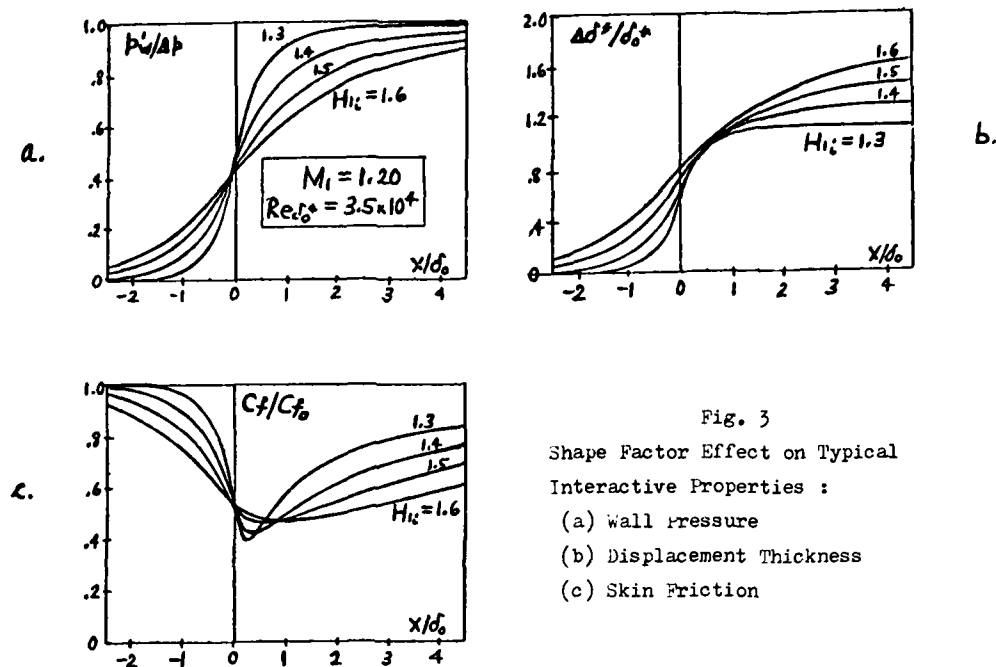 a.
1.0
.8
.6
.4
.2
0
p'w/Δp
1.3
1.4
1.5
H1i = 1.6
M1 = 1.20
Reδ0* = 3.5x10⁴
X/δ0
-2 -1 0 1 2 3 4
b.
2.0
1.6
1.2
.8
.4
0
Δδ*/δ0*
1.6
1.5
1.4
H1i = 1.3
X/δ0
-2 -1 0 1 2 3 4
c.
1.0
.8
.6
.4
.2
0
Cf/Cf0
1.3
1.4
1.5
H1i = 1.6
X/δ0
-2 -1 0 1 2 3 4
Fig. 3
Shape Factor Effect on Typical
Interactive Properties :
(a) Wall Pressure
(b) Displacement Thickness
(c) Skin Friction